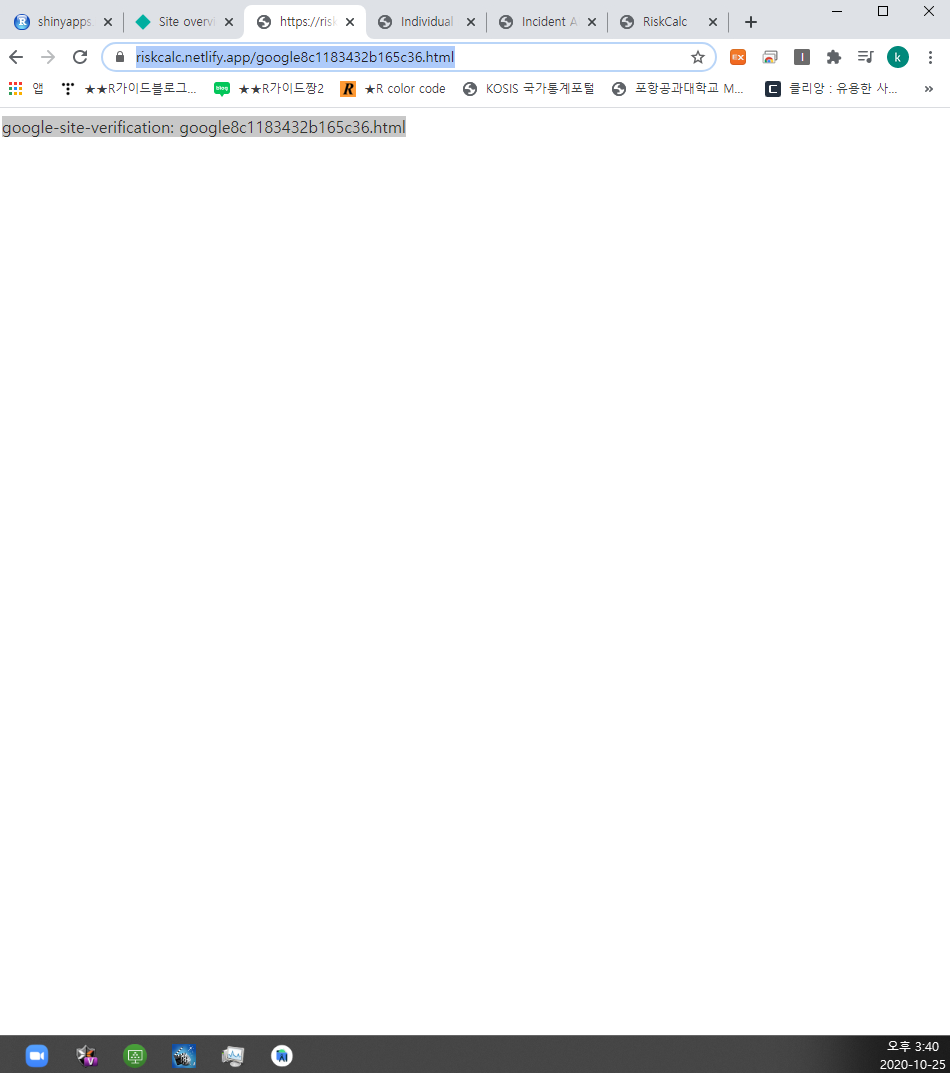 shinyapps
Site overvi
https://risk
Individual
Incident A
RiskCalc
riskcalc.netlify.app/google8c1183432b165c36.html
k
앱
★★R가이드블로그...
blog
★★R가이드짱2
R
★R color code
KOSIS 국가통계포털
포항공과대학교 M...
클리앙 : 유용한 사...
»
google-site-verification: google8c1183432b165c36.html
오후 3:40
2020-10-25